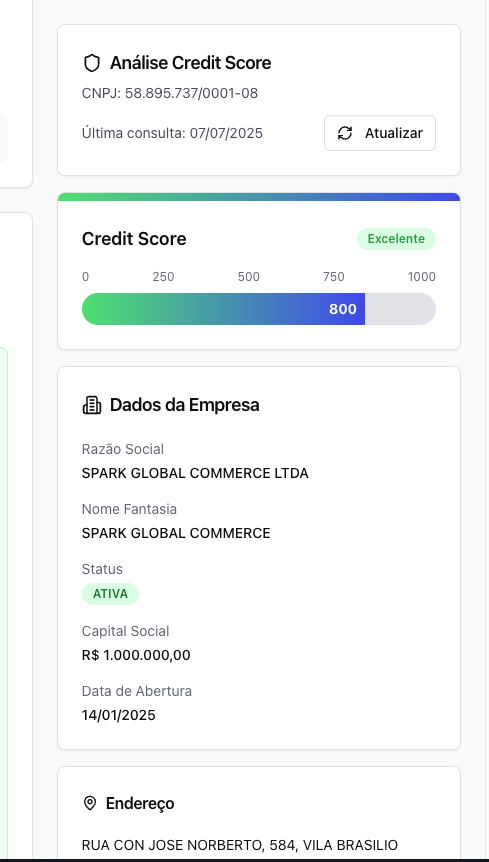 Análise Credit Score
CNPJ: 58.895.737/0001-08
Última consulta: 07/07/2025
Atualizar
Credit Score
Excelente
0 250 500 750 1000
800
Dados da Empresa
Razão Social
SPARK GLOBAL COMMERCE LTDA
Nome Fantasia
SPARK GLOBAL COMMERCE
Status
ATIVA
Capital Social
R$ 1.000.000,00
Data de Abertura
14/01/2025
Endereço
RUA CON JOSE NORBERTO, 584, VILA BRASILIO